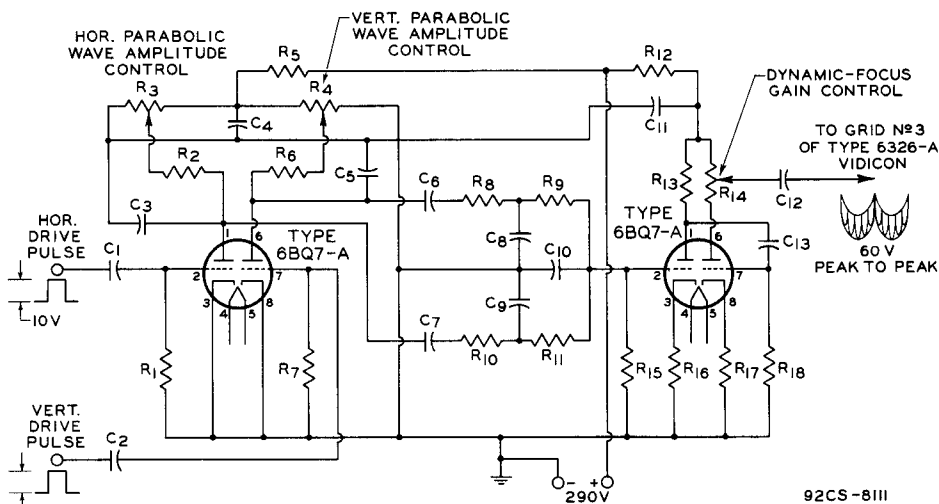 HOR. PARABOLIC
WAVE AMPLITUDE
CONTROL
VERT. PARABOLIC
WAVE AMPLITUDE
CONTROL
R5
R4
R3
R12
C4
C11
DYNAMIC-FOCUS
GAIN CONTROL
R2
R6
C5
TO GRID Nº3
OF TYPE 6326-A
VIDICON
R13
R14
C12
C3
C6
R8
R9
C8
C10
TYPE
6BQ7-A
TYPE
6BQ7-A
C13
60 V
PEAK TO PEAK
HOR.
DRIVE
PULSE
C1
10V
1
6
2
7
3
4
5
8
1
6
2
7
3
4
5
8
C9
C7
R10
R11
R1
R7
R15
R16
R17
R18
VERT.
DRIVE
PULSE
C2
- +
290V
92CS-8111